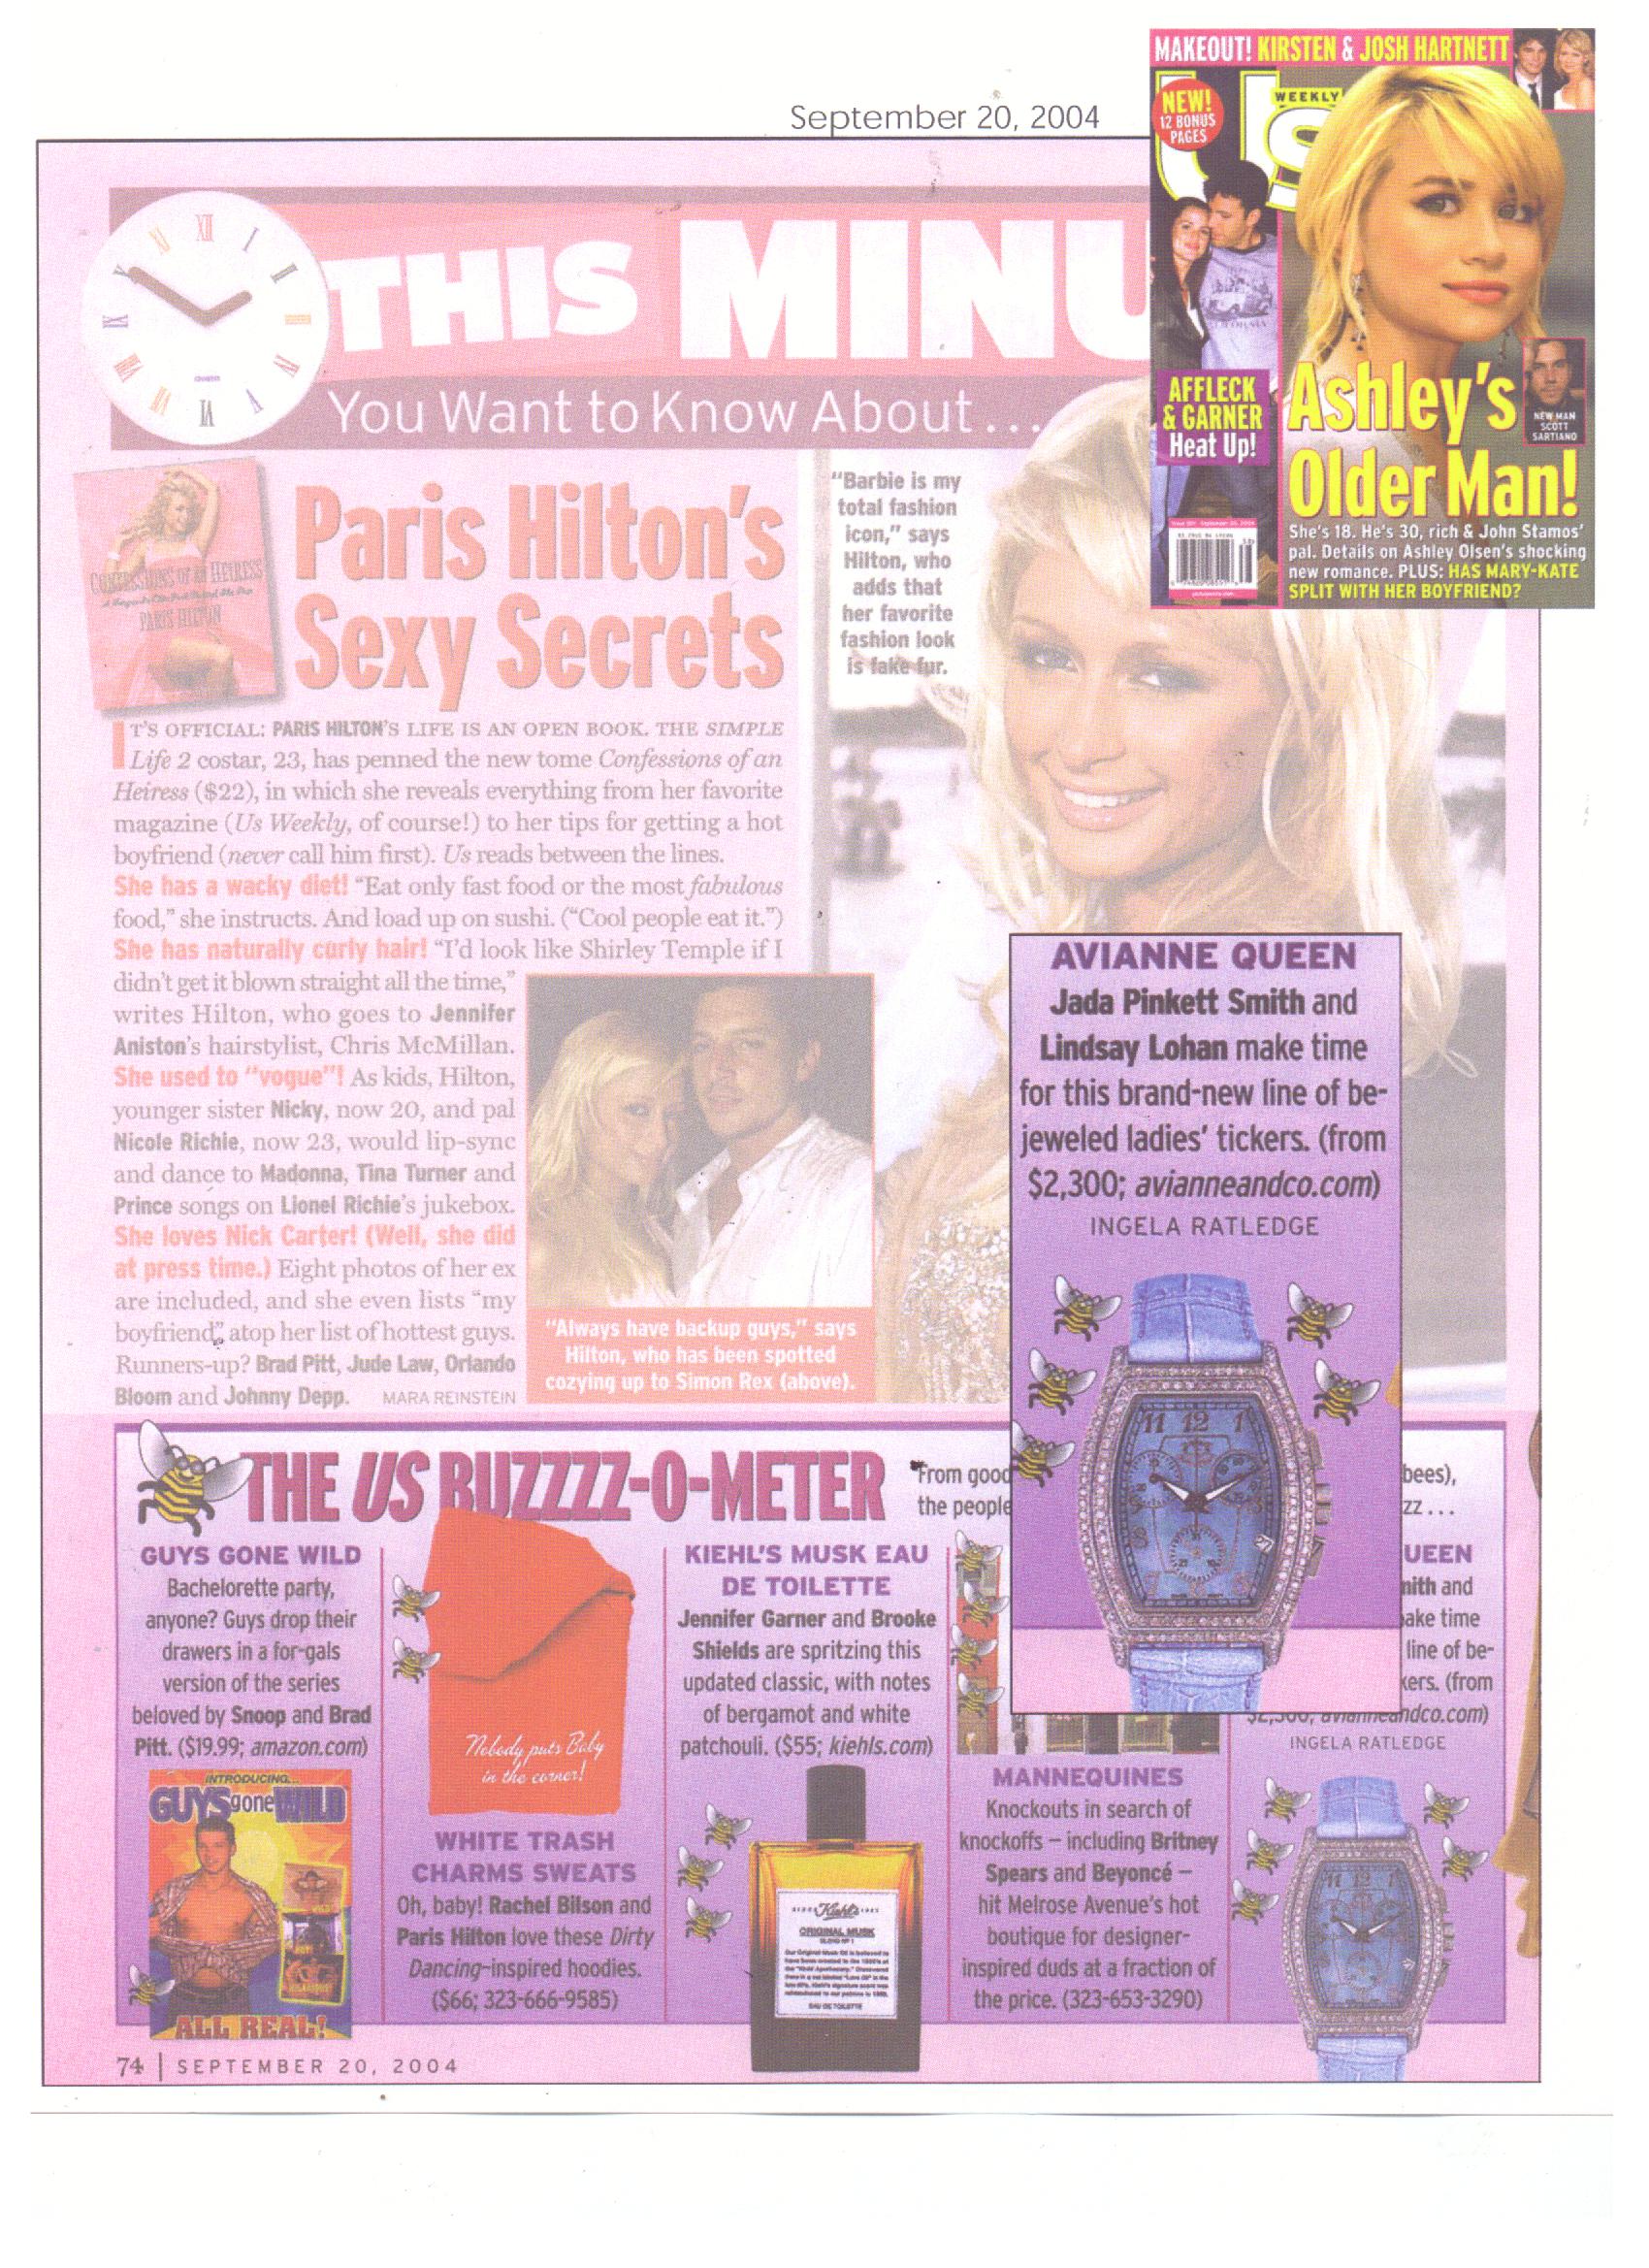 September 20, 2004
MAKEOUT! KIRSTEN & JOSH HARTNETT
NEW!
12 BONUS
PAGES
Us
WEEKLY
AFFLECK
& GARNER
Heat Up!
Ashley's
Older Man!
NEW MAN
SCOTT
SARTIANO
She's 18. He's 30, rich & John Stamos'
pal. Details on Ashley Olsen's shocking
new romance. PLUS: HAS MARY-KATE
SPLIT WITH HER BOYFRIEND?
THIS MINU
You Want to Know About...
CONFESSIONS OF AN HEIRESS
PARIS HILTON
Paris Hilton's
Sexy Secrets
"Barbie is my
total fashion
icon," says
Hilton, who
adds that
her favorite
fashion look
is fake fur.
IT'S OFFICIAL: PARIS HILTON'S LIFE IS AN OPEN BOOK. THE SIMPLE
Life 2 costar, 23, has penned the new tome Confessions of an
Heiress ($22), in which she reveals everything from her favorite
magazine (Us Weekly, of course!) to her tips for getting a hot
boyfriend (never call him first). Us reads between the lines.
She has a wacky diet! "Eat only fast food or the most fabulous
food," she instructs. And load up on sushi. ("Cool people eat it.")
She has naturally curly hair! "I'd look like Shirley Temple if I
didn't get it blown straight all the time,"
writes Hilton, who goes to Jennifer
Aniston's hairstylist, Chris McMillan.
She used to "vogue"! As kids, Hilton,
younger sister Nicky, now 20, and pal
Nicole Richie, now 23, would lip-sync
and dance to Madonna, Tina Turner and
Prince songs on Lionel Richie's jukebox.
She loves Nick Carter! (Well, she did
at press time.) Eight photos of her ex
are included, and she even lists "my
boyfriend" atop her list of hottest guys.
Runners-up? Brad Pitt, Jude Law, Orlando
Bloom and Johnny Depp. MARA REINSTEIN
"Always have backup guys," says
Hilton, who has been spotted
cozying up to Simon Rex (above).
AVIANNE QUEEN
Jada Pinkett Smith and
Lindsay Lohan make time
for this brand-new line of be-
jeweled ladies' tickers. (from
$2,300; avianneandco.com)
INGELA RATLEDGE
11 12 1
THE US BUZZZZ-O-METER
From good
the people
bees),
zz...
GUYS GONE WILD
Bachelorette party,
anyone? Guys drop their
drawers in a for-gals
version of the series
beloved by Snoop and Brad
Pitt. ($19.99; amazon.com)
INTRODUCING...
GUYS gone WILD
ALL REAL!
Nobody puts Baby
in the corner!
WHITE TRASH
CHARMS SWEATS
Oh, baby! Rachel Bilson and
Paris Hilton love these Dirty
Dancing-inspired hoodies.
($66; 323-666-9585)
KIEHL'S MUSK EAU
DE TOILETTE
Jennifer Garner and Brooke
Shields are spritzing this
updated classic, with notes
of bergamot and white
patchouli. ($55; kiehls.com)
Kiehl's
ORIGINAL MUSK
EAU DE TOILETTE
MANNEQUINES
Knockouts in search of
knockoffs – including Britney
Spears and Beyoncé –
hit Melrose Avenue's hot
boutique for designer-
inspired duds at a fraction of
the price. (323-653-3290)
UEEN
nith and
ake time
line of be-
kers. (from
$2,300; avianneandco.com)
INGELA RATLEDGE
11 12 1
74 | SEPTEMBER 20, 2004